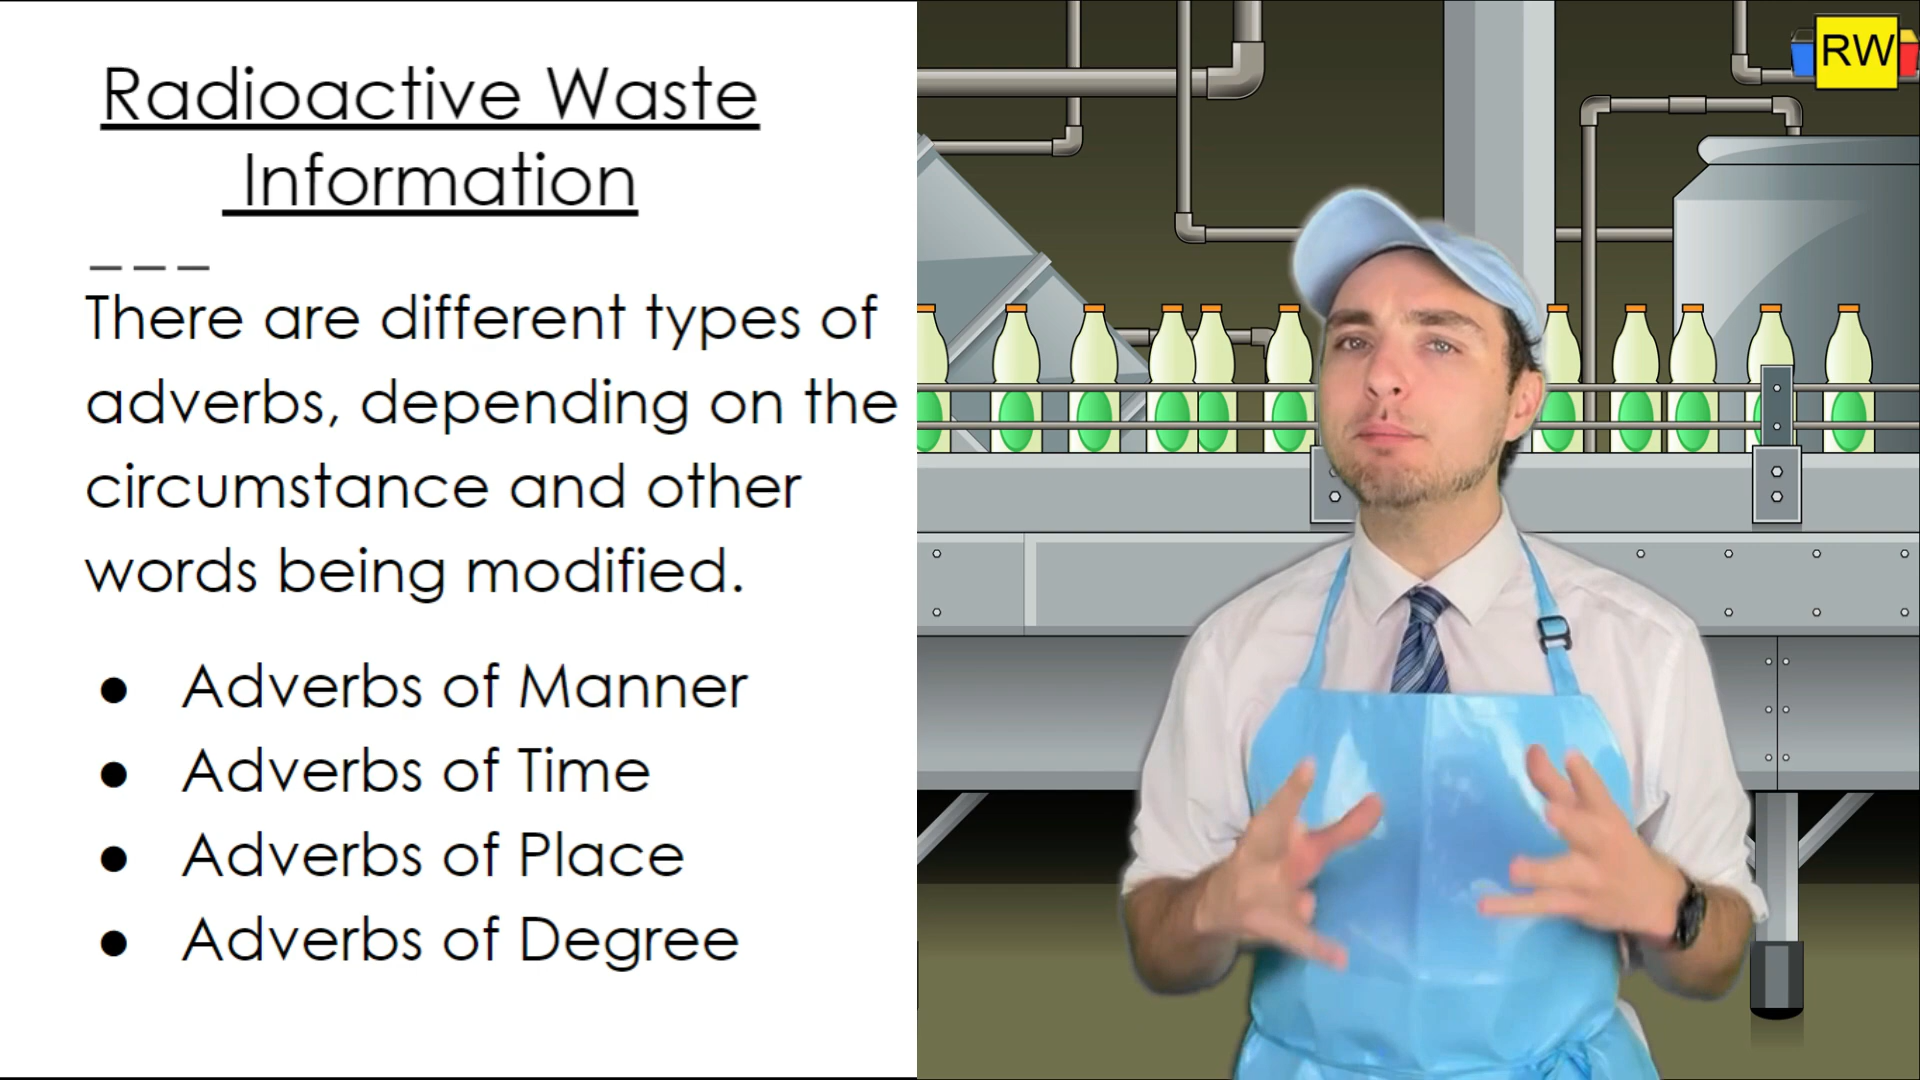 Radioactive Waste
Information
There are different types of
adverbs, depending on the
circumstance and other
words being modified.
● Adverbs of Manner
● Adverbs of Time
● Adverbs of Place
● Adverbs of Degree
RW